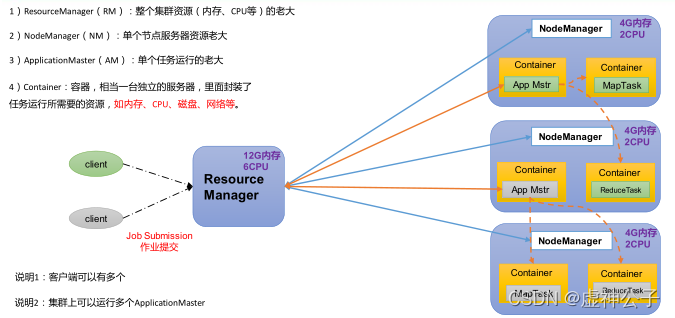 1）ResourceManager（RM）：整个集群资源（内存、CPU等）的老大
2）NodeManager（NM）：单个节点服务器资源老大
3）ApplicationMaster（AM）：单个任务运行的老大
4）Container：容器，相当一台独立的服务器，里面封装了
任务运行所需要的资源，如内存、CPU、磁盘、网络等。
client
client
Job Submission
作业提交
12G内存
6CPU
Resource
Manager
NodeManager
4G内存
2CPU
Container
App Mstr
Container
MapTask
NodeManager
4G内存
2CPU
Container
App Mstr
Container
ReduceTask
NodeManager
4G内存
2CPU
Container
MapTask
Container
ReduceTask
说明1：客户端可以有多个
说明2：集群上可以运行多个ApplicationMaster
CSDN @虚神公子